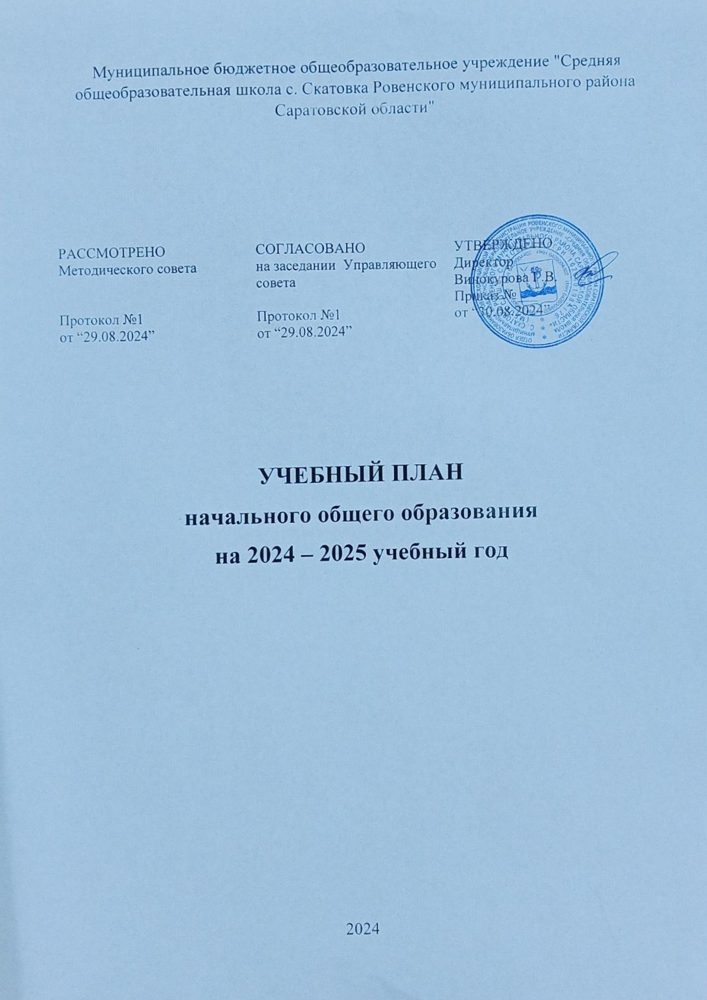 Муниципальное бюджетное общеобразовательное учреждение "Средняя
общеобразовательная школа с. Скатовка Ровенского муниципального района
Саратовской области"
РАССМОТРЕНО
Методического совета
Протокол №1
от “29.08.2024”
СОГЛАСОВАНО
на заседании Управляющего
совета
Протокол №1
от “29.08.2024”
УТВЕРЖДЕНО
Директор
Винокурова Г.В.
Приказ №
от “30.08.2024”
УЧЕБНЫЙ ПЛАН
начального общего образования
на 2024 – 2025 учебный год
2024